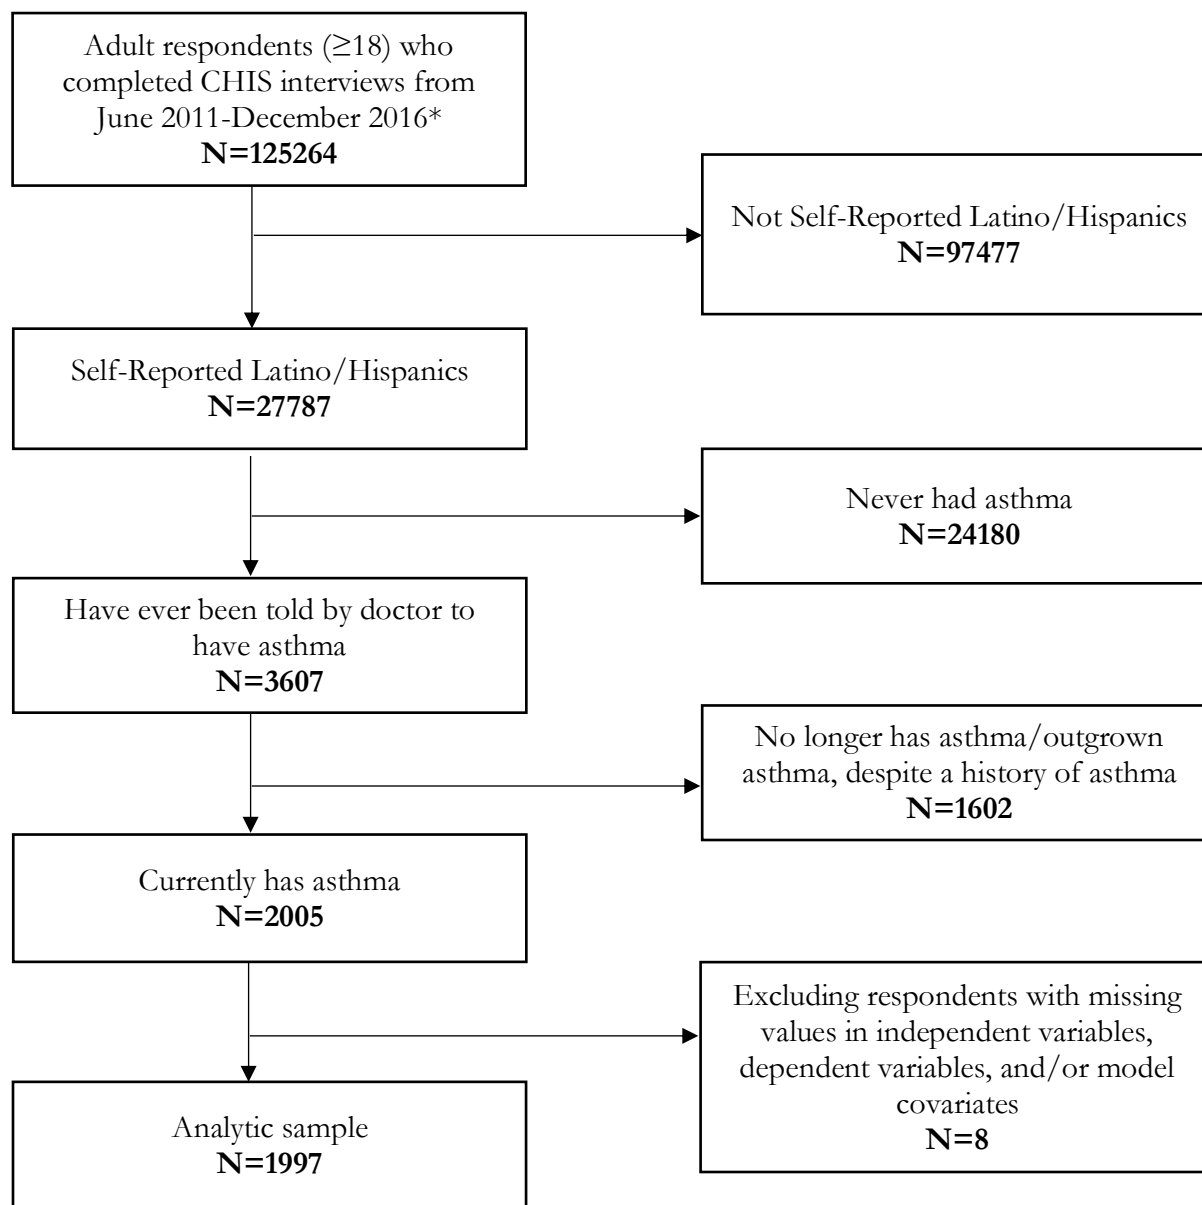 Adult respondents (≥18) who
completed CHIS interviews from
June 2011-December 2016*
N=125264
Not Self-Reported Latino/Hispanics
N=97477
Self-Reported Latino/Hispanics
N=27787
Never had asthma
N=24180
Have ever been told by doctor to
have asthma
N=3607
No longer has asthma/outgrown
asthma, despite a history of asthma
N=1602
Currently has asthma
N=2005
Excluding respondents with missing
values in independent variables,
dependent variables, and/or model
covariates
N=8
Analytic sample
N=1997